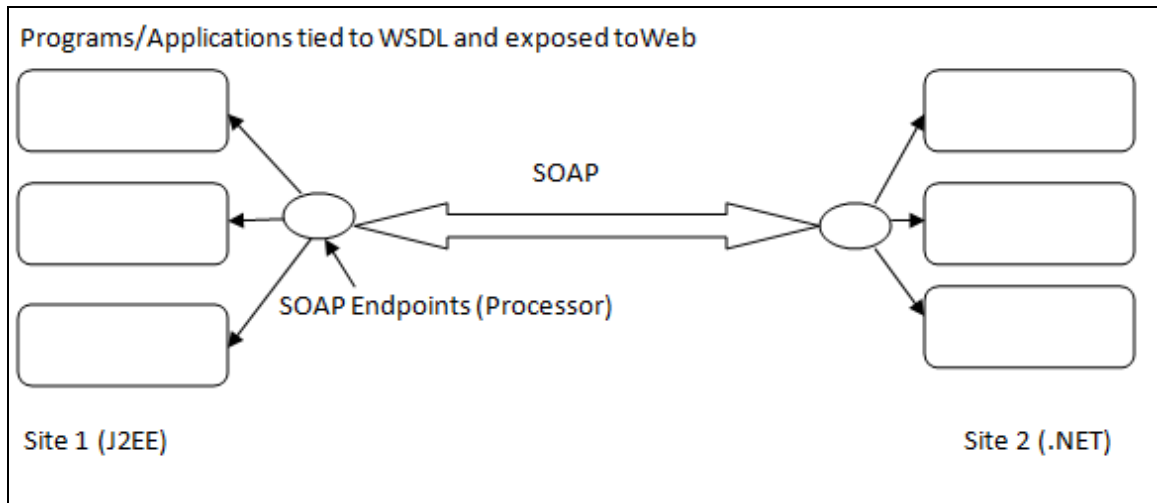 Programs/Applications tied to WSDL and exposed toWeb
SOAP
SOAP Endpoints (Processor)
Site 1 (J2EE)
Site 2 (.NET)